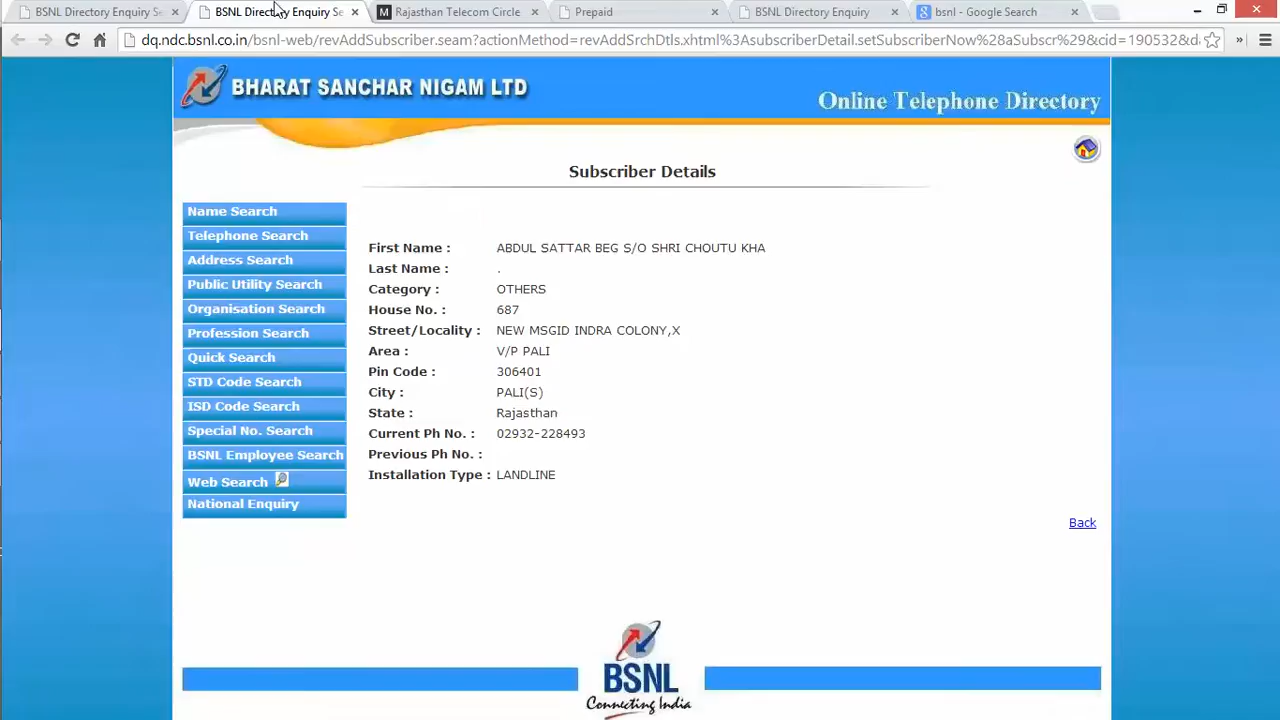 BSNL Directory Enquiry Se
BSNL Directory Enquiry Se
M Rajasthan Telecom Circle
Prepaid
BSNL Directory Enquiry
bsnl - Google Search
dq.ndc.bsnl.co.in/bsnl-web/revAddSubscriber.seam?actionMethod=revAddSrchDtls.xhtml%3AsubscriberDetail.setSubscriberNow%28aSubscr%29&cid=190532&d
BHARAT SANCHAR NIGAM LTD
Online Telephone Directory
Subscriber Details
Name Search
Telephone Search
Address Search
Public Utility Search
Organisation Search
Profession Search
Quick Search
STD Code Search
ISD Code Search
Special No. Search
BSNL Employee Search
Web Search
National Enquiry
First Name : ABDUL SATTAR BEG S/O SHRI CHOUTU KHA
Last Name : .
Category : OTHERS
House No. : 687
Street/Locality : NEW MSGID INDRA COLONY,X
Area : V/P PALI
Pin Code : 306401
City : PALI(S)
State : Rajasthan
Current Ph No. : 02932-228493
Previous Ph No. :
Installation Type : LANDLINE
Back
BSNL
Connecting India